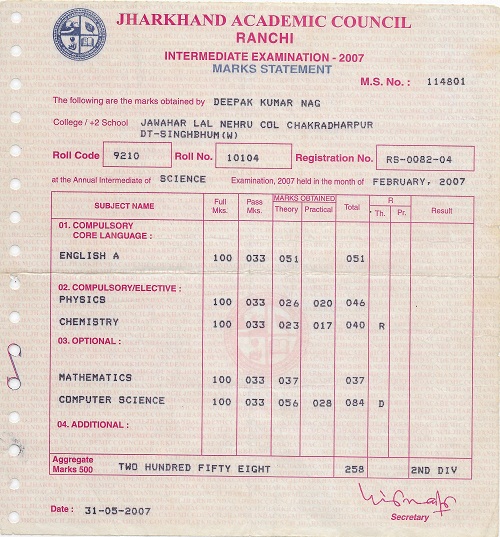 JHARKHAND ACADEMIC COUNCIL
RANCHI
INTERMEDIATE EXAMINATION - 2007
MARKS STATEMENT
M.S. No. : 114801
The following are the marks obtained by DEEPAK KUMAR NAG
College / +2 School JAWAHAR LAL NEHRU COL CHAKRADHARPUR
DT-SINGHBHUM(W)
Roll Code 9210 Roll No. 10104 Registration No. RS-0082-04
at the Annual Intermediate of SCIENCE Examination, 2007 held in the month of FEBRUARY, 2007
SUBJECT NAME Full Mks. Pass Mks. MARKS OBTAINED Theory Practical Total R Th. Pr. Result
01. COMPULSORY
CORE LANGUAGE :
ENGLISH A 100 033 051 051
02. COMPULSORY/ELECTIVE :
PHYSICS 100 033 026 020 046
CHEMISTRY 100 033 023 017 040 R
03. OPTIONAL :
MATHEMATICS 100 033 037 037
COMPUTER SCIENCE 100 033 056 028 084 D
04. ADDITIONAL :
Aggregate
Marks 500 TWO HUNDRED FIFTY EIGHT 258 2ND DIV
Date : 31-05-2007
Secretary